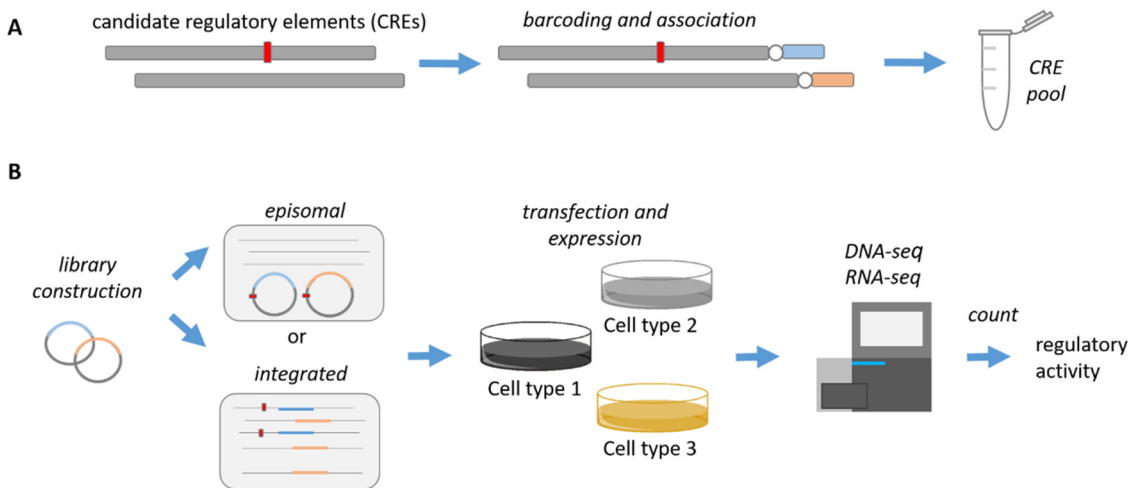 A
candidate regulatory elements (CREs)
barcoding and association
CRE
pool
B
library
construction
episomal
or
integrated
transfection and
expression
Cell type 2
Cell type 1
Cell type 3
DNA-seq
RNA-seq
count
regulatory
activity